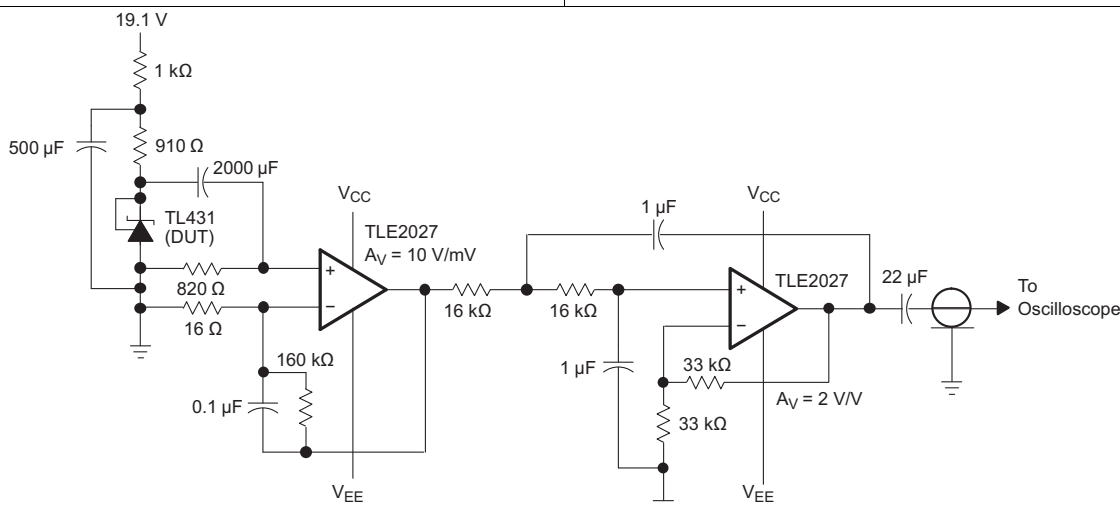 19.1 V
1 kΩ
500 μF
910 Ω
2000 μF
TL431
(DUT)
820 Ω
16 Ω
160 kΩ
0.1 μF
VCC
TLE2027
AV = 10 V/mV
+
−
VEE
16 kΩ
16 kΩ
1 μF
1 μF
VCC
TLE2027
+
−
33 kΩ
AV = 2 V/V
33 kΩ
VEE
22 μF
To
Oscilloscope